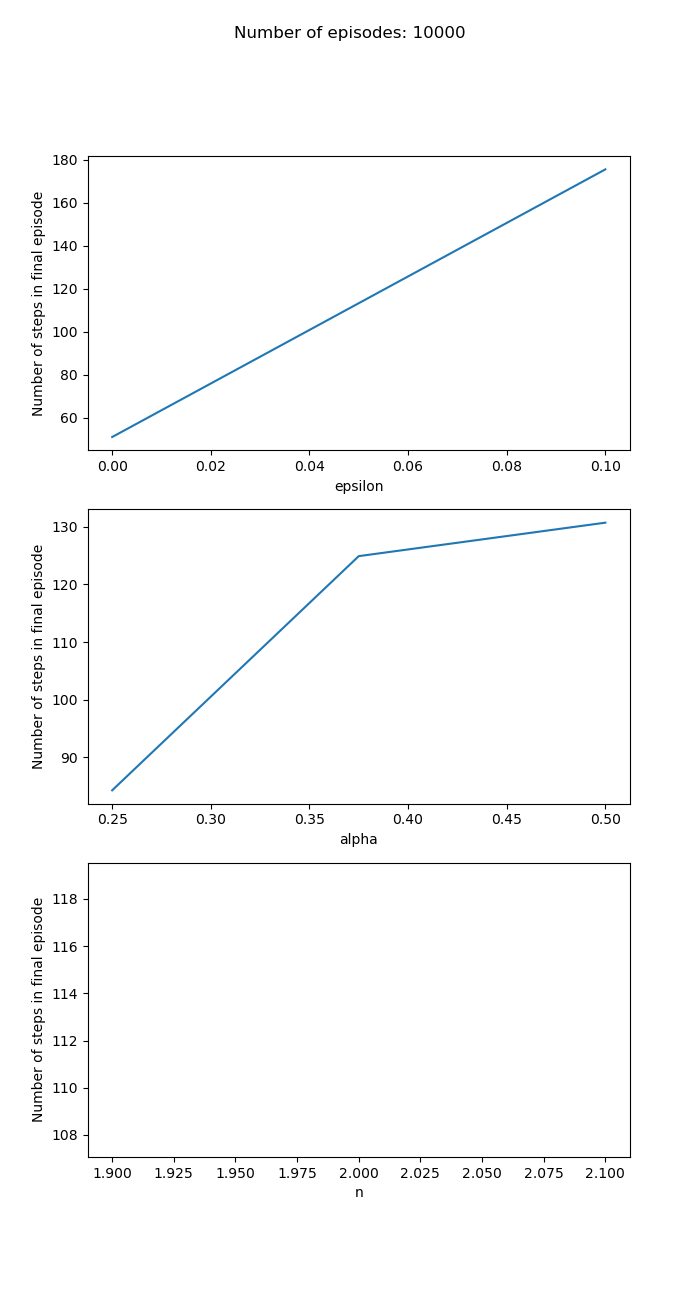 Number of episodes: 10000
Number of steps in final episode
180
160
140
120
100
80
60
0.00 0.02 0.04 0.06 0.08 0.10
epsilon
Number of steps in final episode
130
120
110
100
90
0.25 0.30 0.35 0.40 0.45 0.50
alpha
Number of steps in final episode
118
116
114
112
110
108
1.900 1.925 1.950 1.975 2.000 2.025 2.050 2.075 2.100
n